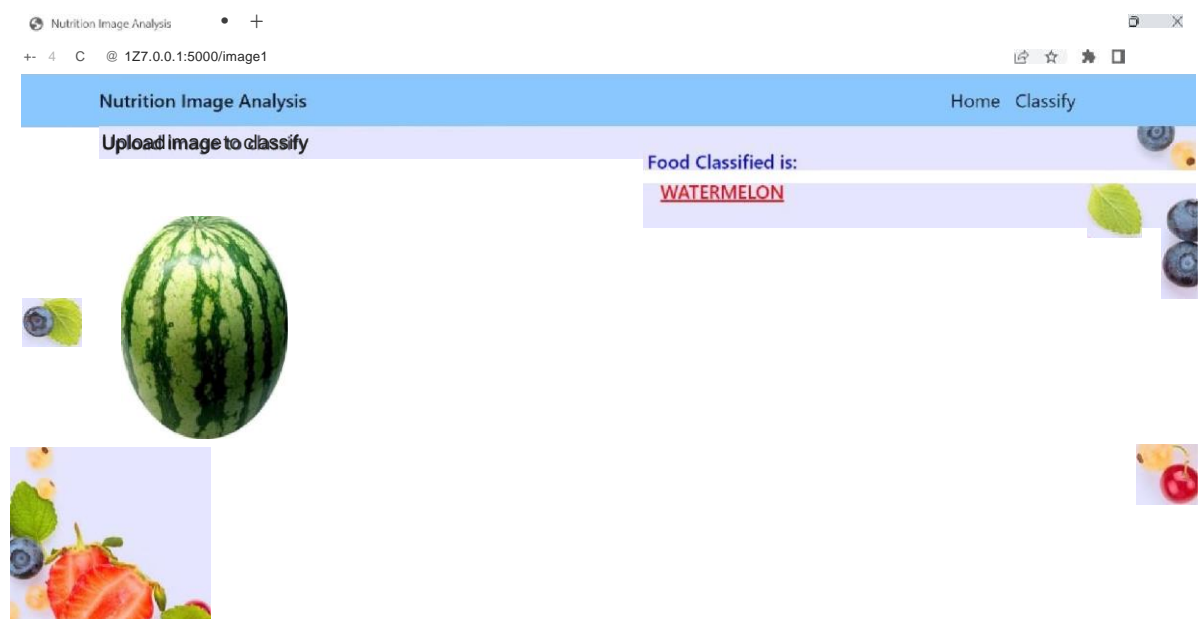 Nutrition Image Analysis
+- 4 C @ 1Z7.0.0.1:5000/image1
Nutrition Image Analysis Home Classify
Upload image to classify
Food Classified is:
WATERMELON